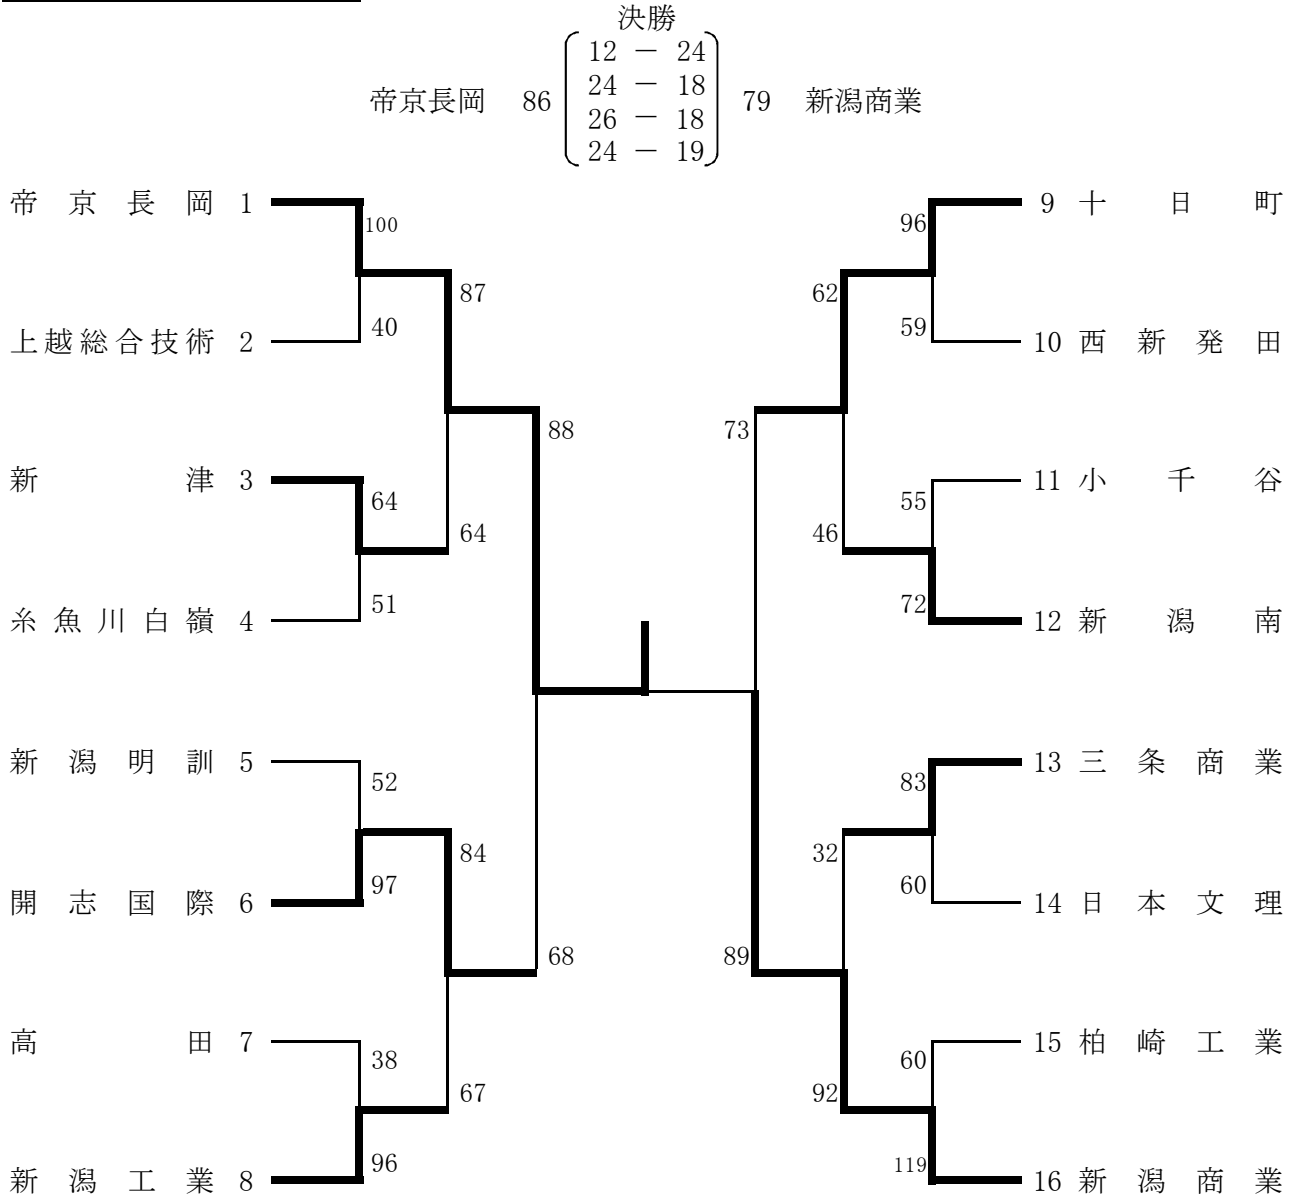 決勝
12 － 24
24 － 18
帝京長岡 86 79 新潟商業
26 － 18
24 － 19
帝京長岡 1 9 十日町
100 96
87 62
40 59
上越総合技術 2 10 西新発田
88 73
新津 3 11 小千谷
64 55
64 46
51 72
糸魚川白嶺 4 12 新潟南
新潟明訓 5 13 三条商業
52 83
84 32
97 60
開志国際 6 14 日本文理
68 89
高田 7 15 柏崎工業
38 60
67 92
96 119
新潟工業 8 16 新潟商業